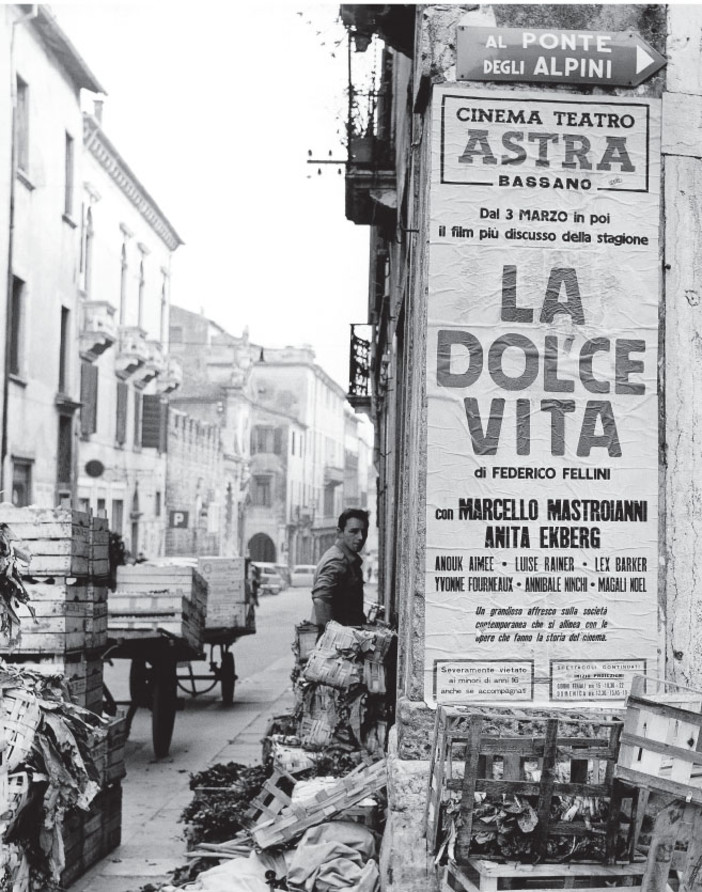 AL PONTE
DEGLI ALPINI
CINEMA TEATRO
ASTRA
BASSANO
Dal 3 MARZO in poi
il film più discusso della stagione
LA
DOLCE
VITA
di FEDERICO FELLINI
con MARCELLO MASTROIANNI
ANITA EKBERG
ANOUK AIMEE • LUISE RAINER • LEX BARKER
YVONNE FOURNEAUX • ANNIBALE NINCHI • MAGALI NOEL
Un grandioso affresco sulla società
contemporanea che si allinea con le
opere che fanno la storia del cinema.
Severamente vietato
ai minori di anni 16
anche se accompagnati
SPETTACOLI CONTINUATI
INIZIO PROIEZIONI
P